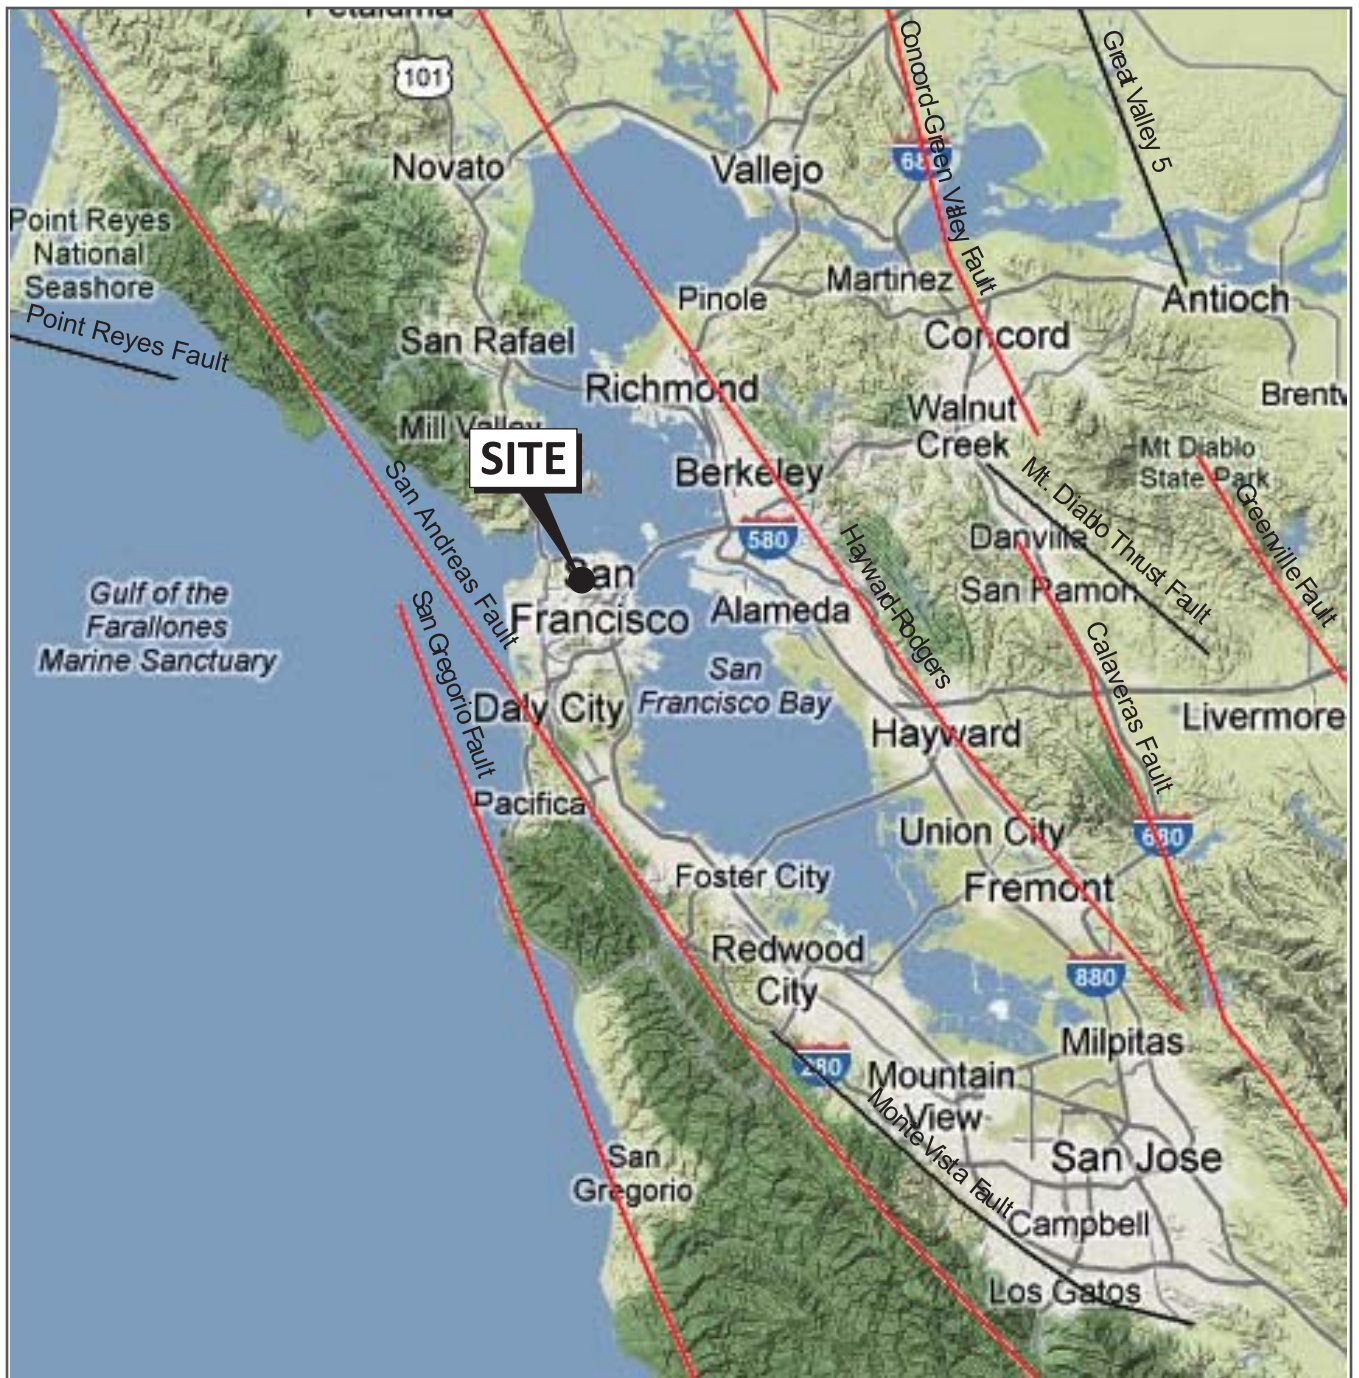 Petaluma
101
Novato
Vallejo
680
Concord-Green Valley Fault
Great Valley 5
Point Reyes
National
Seashore
Point Reyes Fault
Martinez
Pinole
Antioch
Concord
San Rafael
Richmond
Walnut
Creek
Mill Valley
SITE
Berkeley
Mt Diablo
State Park
San Andreas Fault
Mt. Diablo Thrust Fault
Greenville Fault
580
Danville
San Ramon
Hayward-Rodgers
San
Francisco
Alameda
Gulf of the
Farallones
Marine Sanctuary
San Gregorio Fault
San
Francisco Bay
Calaveras Fault
Daly City
Hayward
Livermore
Pacifica
Union City
680
Foster City
Fremont
Redwood
City
880
Milpitas
280
Mountain
View
Monte Vista Fault
San
Gregorio
San Jose
Campbell
Los Gatos